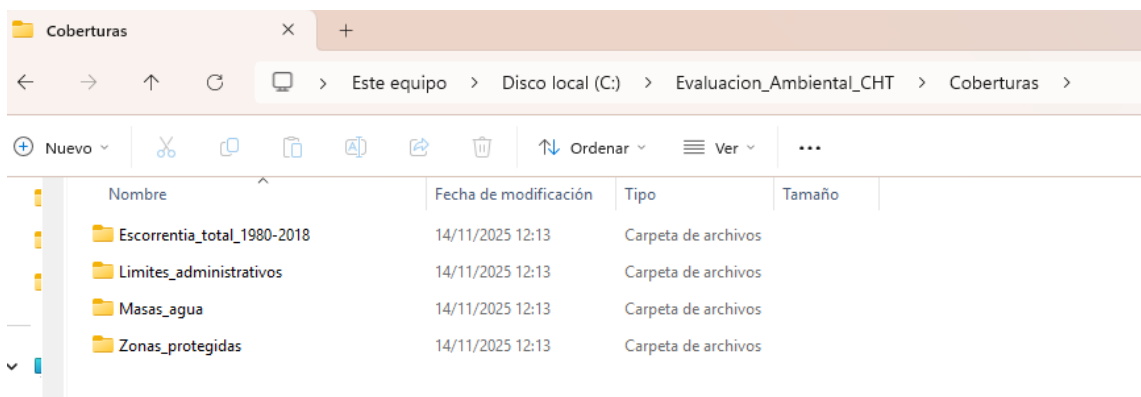 Coberturas
Este equipo > Disco local (C:) > Evaluacion_Ambiental_CHT > Coberturas >
Nuevo Ordenar Ver ...
Nombre Fecha de modificación Tipo Tamaño
Escorrentia_total_1980-2018 14/11/2025 12:13 Carpeta de archivos
Limites_administrativos 14/11/2025 12:13 Carpeta de archivos
Masas_agua 14/11/2025 12:13 Carpeta de archivos
Zonas_protegidas 14/11/2025 12:13 Carpeta de archivos